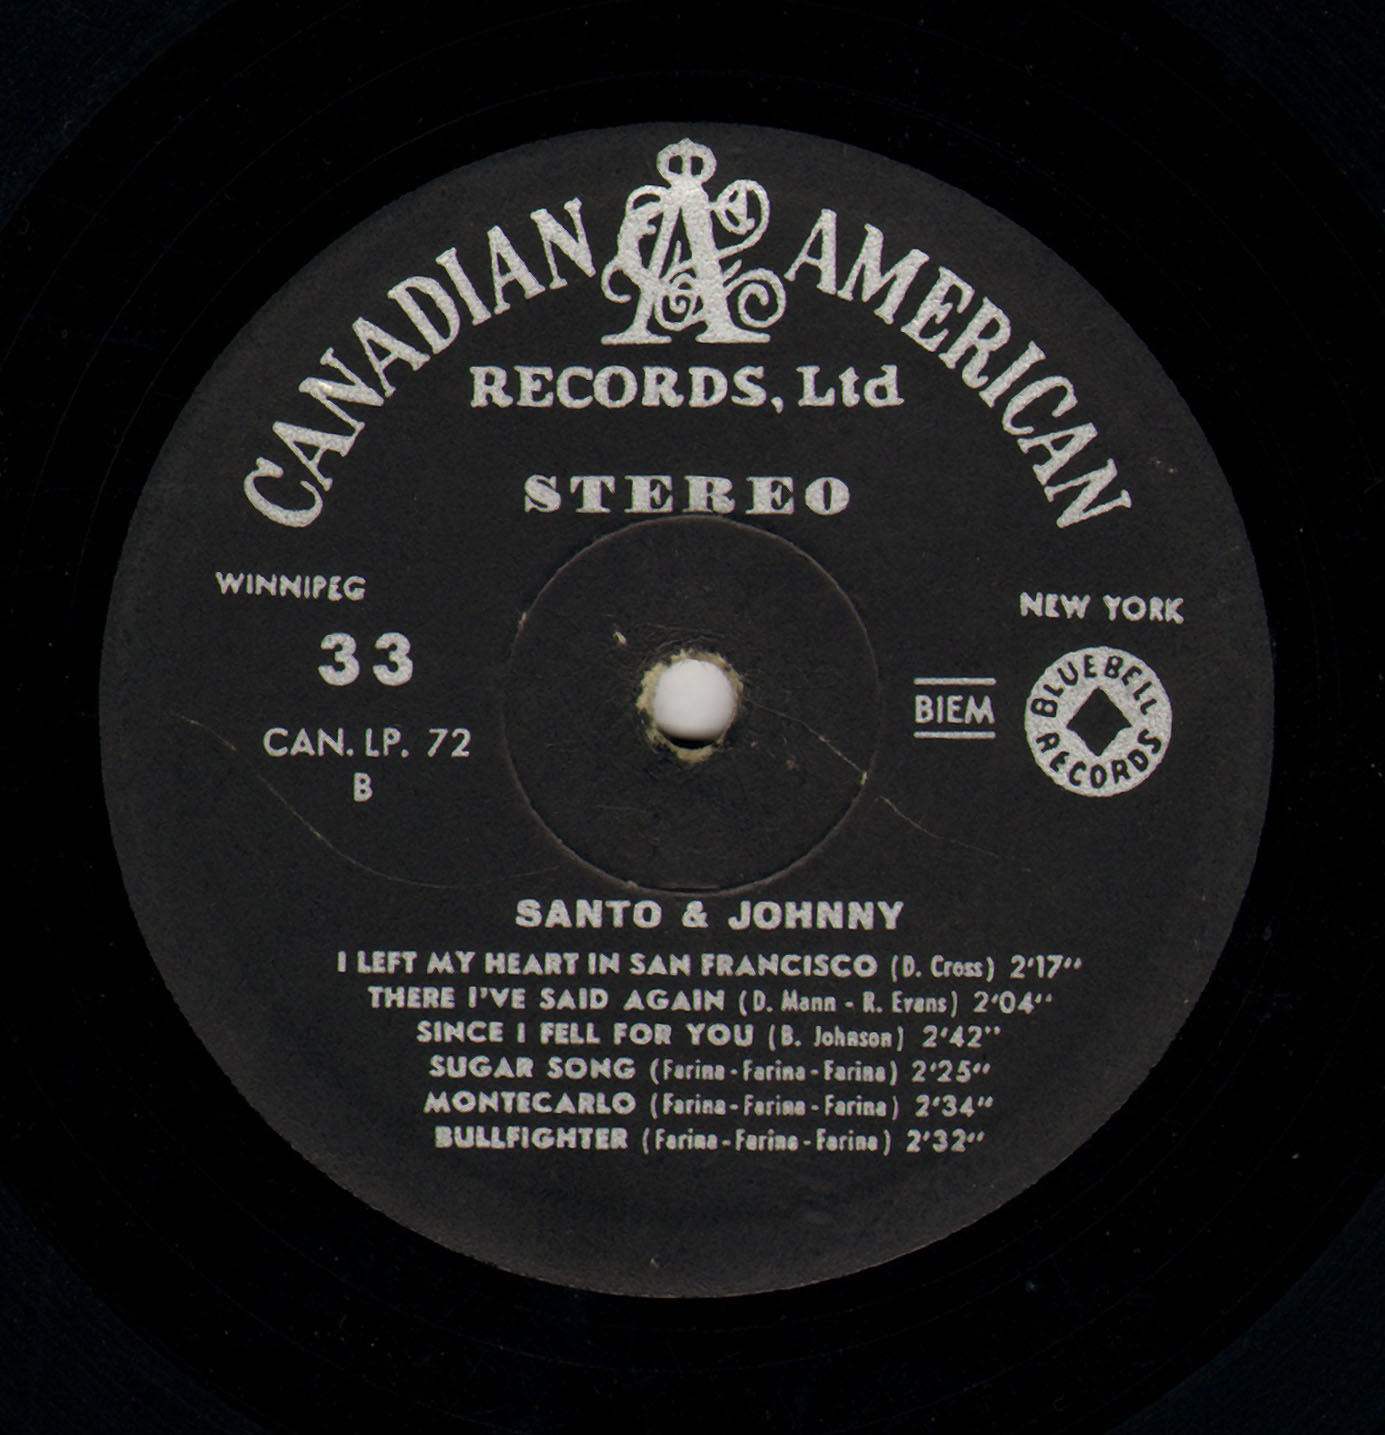 CANADIAN A AMERICAN
RECORDS, Ltd
STEREO
WINNIPEG
NEW YORK
33
CAN. LP. 72
B
BIEM
BLUEBELL RECORDS
SANTO & JOHNNY
I LEFT MY HEART IN SAN FRANCISCO (D. Cross) 2'17''
THERE I'VE SAID AGAIN (D. Mann - R. Evans) 2'04''
SINCE I FELL FOR YOU (B. Johnson) 2'42''
SUGAR SONG (Farina - Farina - Farina) 2'25''
MONTECARLO (Farina - Farina - Farina) 2'34''
BULLFIGHTER (Farina - Farina - Farina) 2'32''